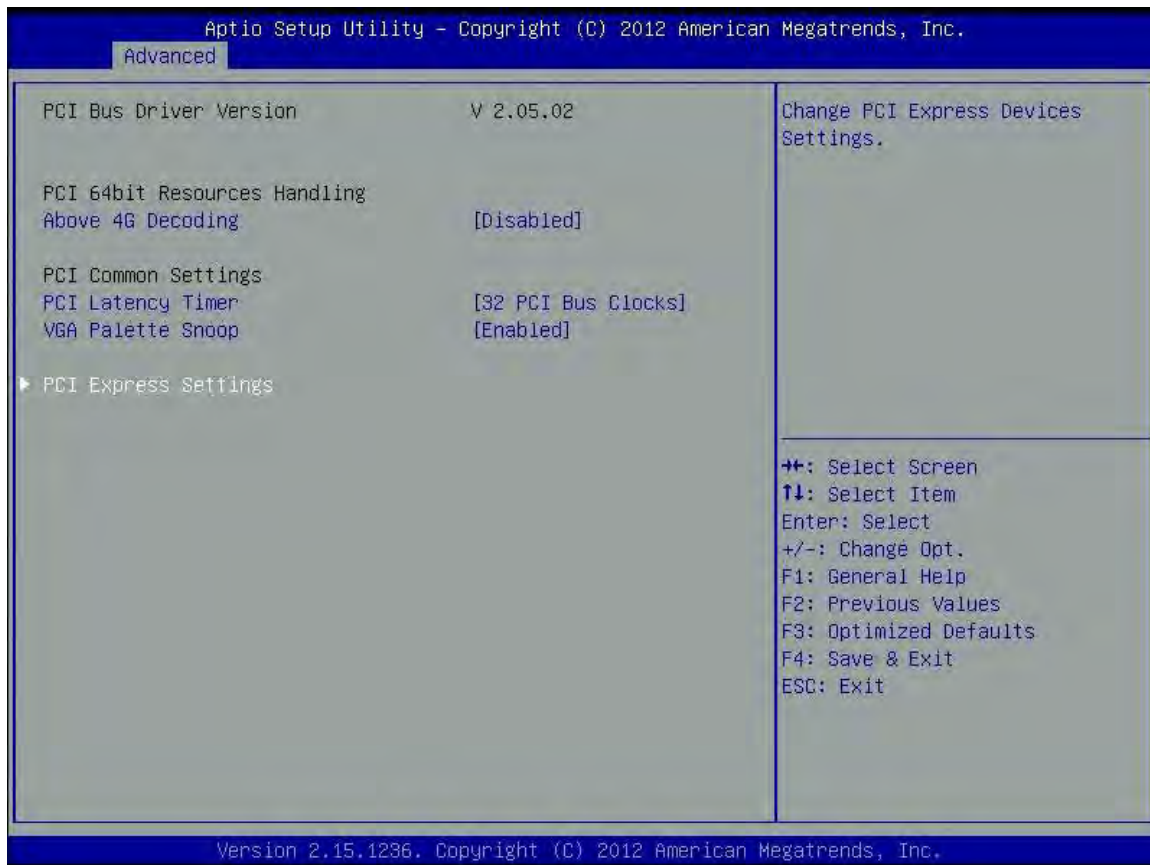 Aptio Setup Utility – Copyright (C) 2012 American Megatrends, Inc.
Advanced
PCI Bus Driver Version V 2.05.02
PCI 64bit Resources Handling
Above 4G Decoding [Disabled]
PCI Common Settings
PCI Latency Timer [32 PCI Bus Clocks]
VGA Palette Snoop [Enabled]
▶ PCI Express Settings
Change PCI Express Devices
Settings.
→←: Select Screen
↑↓: Select Item
Enter: Select
+/-: Change Opt.
F1: General Help
F2: Previous Values
F3: Optimized Defaults
F4: Save & Exit
ESC: Exit
Version 2.15.1236. Copyright (C) 2012 American Megatrends, Inc.